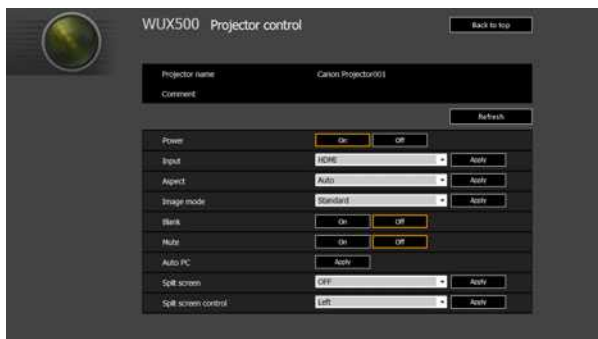 WUX500 Projector control
Back to top
Projector name Canon Projector001
Comment
Refresh
Power On Off
Input HDMI Apply
Aspect Auto Apply
Image mode Standard Apply
Blank On Off
Mute On Off
Auto PC Apply
Split screen OFF Apply
Split screen control Left Apply